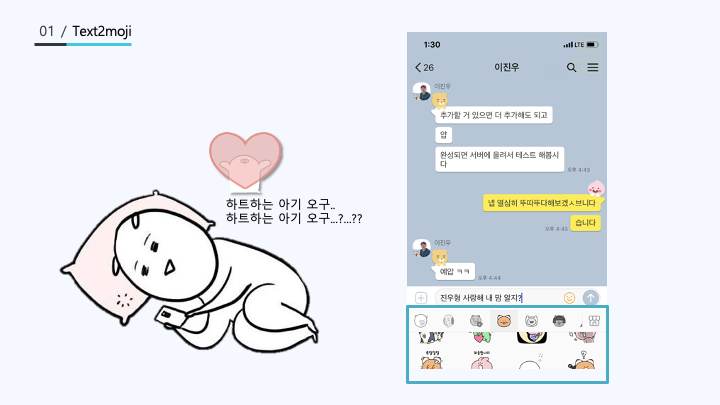 01 / Text2moji
하트하는 아기 오구..
하트하는 아기 오구...?...??
1:30
LTE
26
이진우
이진우
추가할 거 있으면 더 추가해도 되고
암
완성되면 서버에 올려서 테스트 해봅시
다
오후 4:42
넵 열심히 뚜따뚜다해보겠ㅅ브니다
습니다
오후 4:43
이진우
예압 ㅋㅋ
오후 4:44
진우형 사랑해 내 맘 알지?